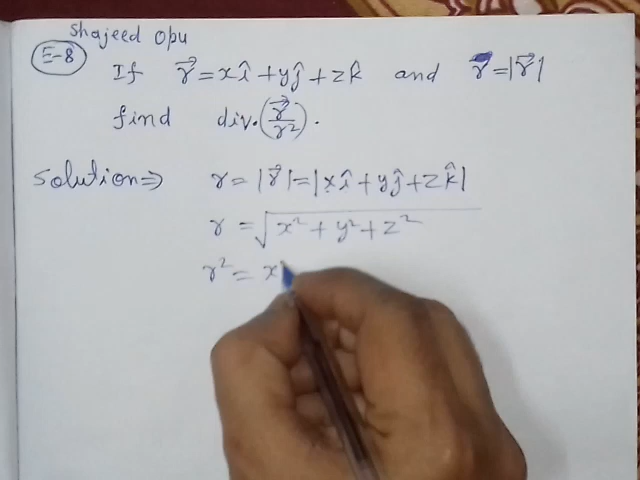 Shajeed Opu
E-8
If r⃗ = xî + yĵ + zk̂ and r = |r⃗|
find div.(r⃗/r²).
Solution⇒ r = |r⃗| = |xî + yĵ + zk̂|
r = √(x² + y² + z²)
r² = x